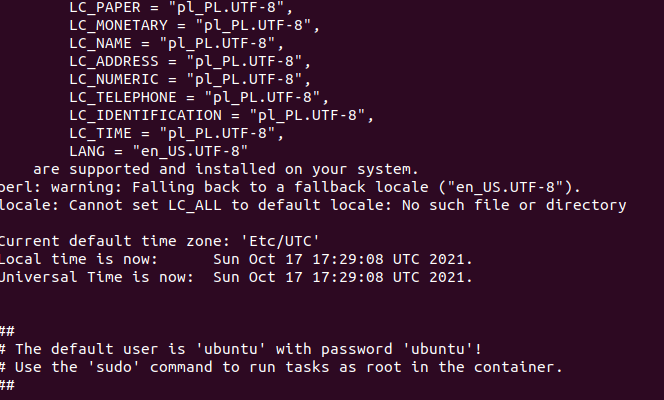 LC_PAPER = "pl_PL.UTF-8",
LC_MONETARY = "pl_PL.UTF-8",
LC_NAME = "pl_PL.UTF-8",
LC_ADDRESS = "pl_PL.UTF-8",
LC_NUMERIC = "pl_PL.UTF-8",
LC_TELEPHONE = "pl_PL.UTF-8",
LC_IDENTIFICATION = "pl_PL.UTF-8",
LC_TIME = "pl_PL.UTF-8",
LANG = "en_US.UTF-8"
are supported and installed on your system.
perl: warning: Falling back to a fallback locale ("en_US.UTF-8").
locale: Cannot set LC_ALL to default locale: No such file or directory
Current default time zone: 'Etc/UTC'
Local time is now:      Sun Oct 17 17:29:08 UTC 2021.
Universal Time is now:  Sun Oct 17 17:29:08 UTC 2021.
##
# The default user is 'ubuntu' with password 'ubuntu'!
# Use the 'sudo' command to run tasks as root in the container.
##